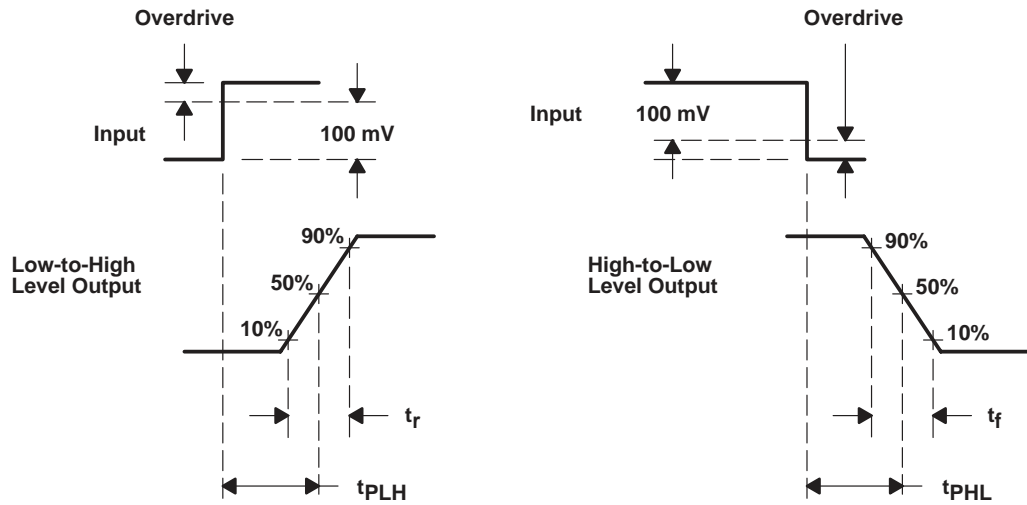 Overdrive
Input
100 mV
Low-to-High
Level Output
90%
50%
10%
tr
tPLH
Overdrive
Input
100 mV
High-to-Low
Level Output
90%
50%
10%
tf
tPHL